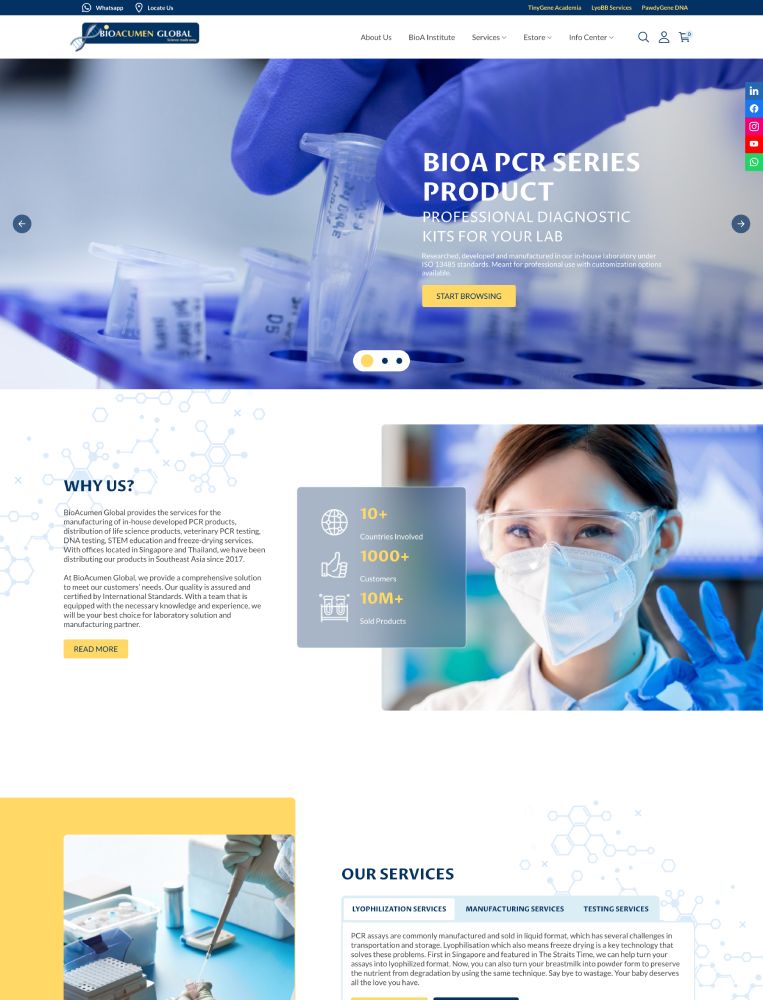 Whatsapp
Locate Us
TinyGene Academia
LyoBB Services
PawdyGene DNA
BIOACUMEN GLOBAL
Science made easy
About Us
BioA Institute
Services
Estore
Info Center
0
BIOA PCR SERIES
PRODUCT
PROFESSIONAL DIAGNOSTIC
KITS FOR YOUR LAB
Researched, developed and manufactured in our in-house laboratory under
ISO 13485 standards. Meant for professional use with customization options
available.
START BROWSING
WHY US?
BioAcumen Global provides the services for the
manufacturing of in-house developed PCR products,
distribution of life science products, veterinary PCR testing,
DNA testing, STEM education and freeze-drying services.
With offices located in Singapore and Thailand, we have been
distributing our products in Southeast Asia since 2017.
At BioAcumen Global, we provide a comprehensive solution
to meet our customers' needs. Our quality is assured and
certified by International Standards. With a team that is
equipped with the necessary knowledge and experience, we
will be your best choice for laboratory solution and
manufacturing partner.
READ MORE
10+
Countries Involved
1000+
Customers
10M+
Sold Products
OUR SERVICES
LYOPHILIZATION SERVICES
MANUFACTURING SERVICES
TESTING SERVICES
PCR assays are commonly manufactured and sold in liquid format, which has several challenges in
transportation and storage. Lyophilisation which also means freeze drying is a key technology that
solves these problems. First in Singapore and featured in The Straits Time, we can help turn your
assays into lyophilized format. Now, you can also turn your breastmilk into powder form to preserve
the nutrient from degradation by using the same technique. Say bye to wastage. Your baby deserves
all the love you have.